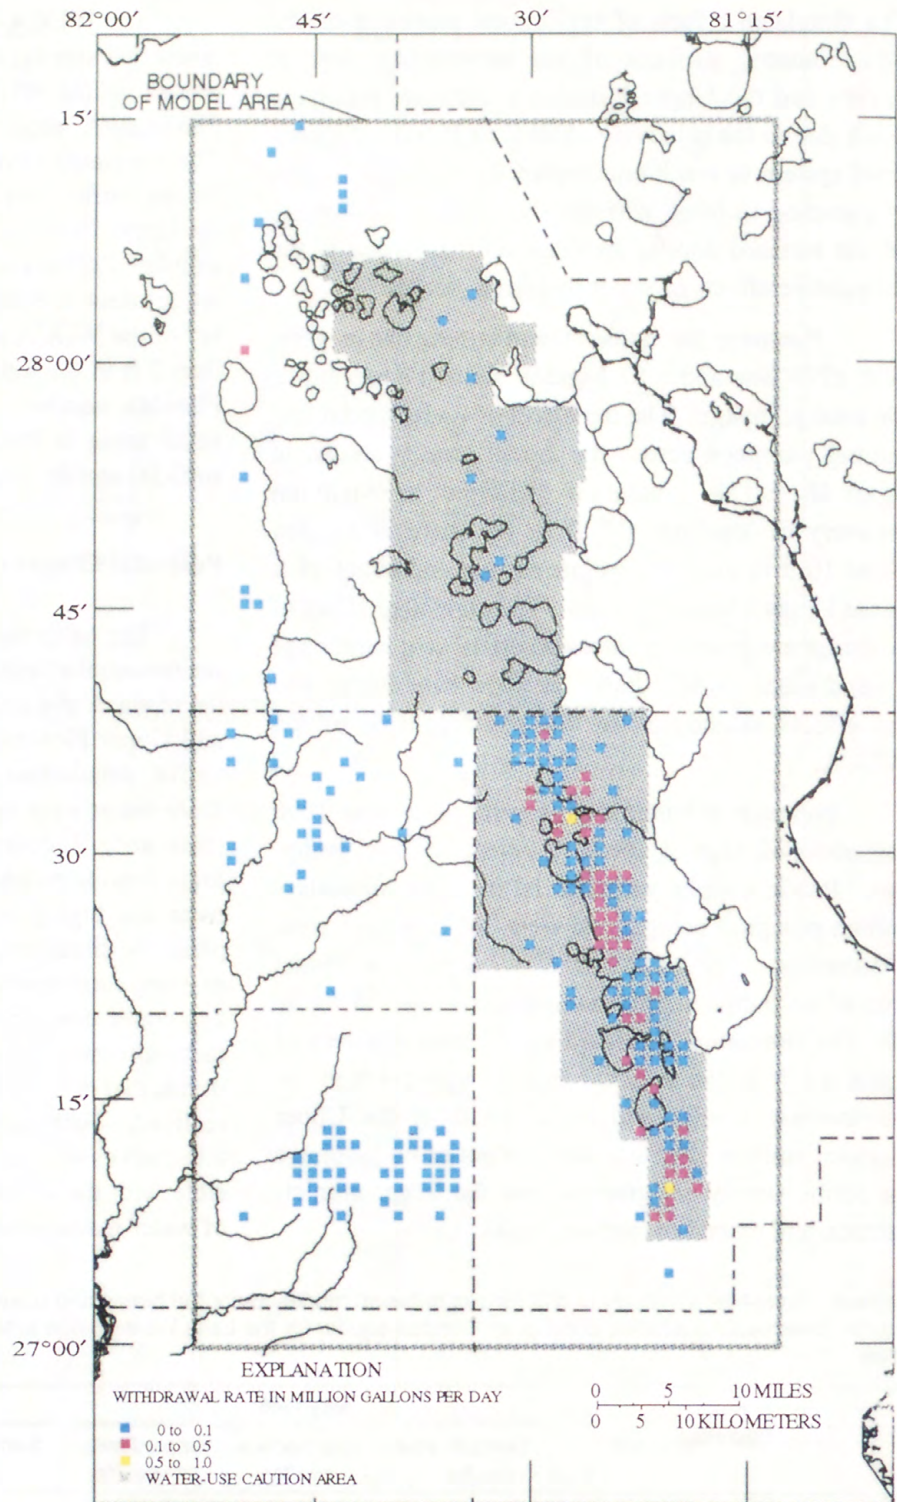 82°00′ 45′ 30′ 81°15′
BOUNDARY
OF MODEL AREA
15′
28°00′
45′
30′
15′
27°00′
EXPLANATION
WITHDRAWAL RATE IN MILLION GALLONS PER DAY
0 to 0.1
0.1 to 0.5
0.5 to 1.0
WATER-USE CAUTION AREA
0 5 10 MILES
0 5 10 KILOMETERS